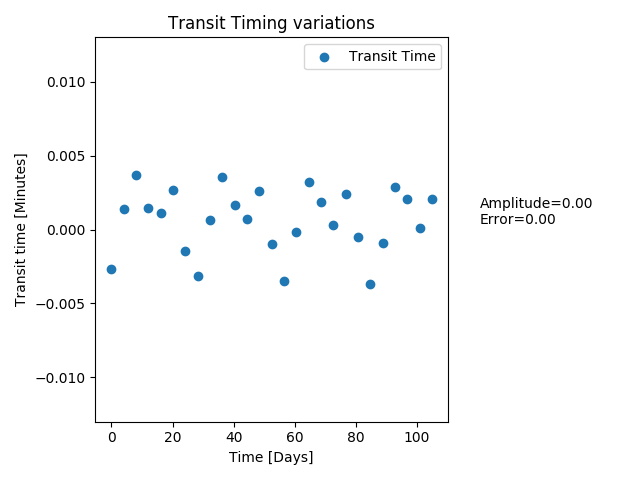 Transit Timing variations
Transit Time
0.010
0.005
0.000
−0.005
−0.010
Transit time [Minutes]
Amplitude=0.00
Error=0.00
0 20 40 60 80 100
Time [Days]